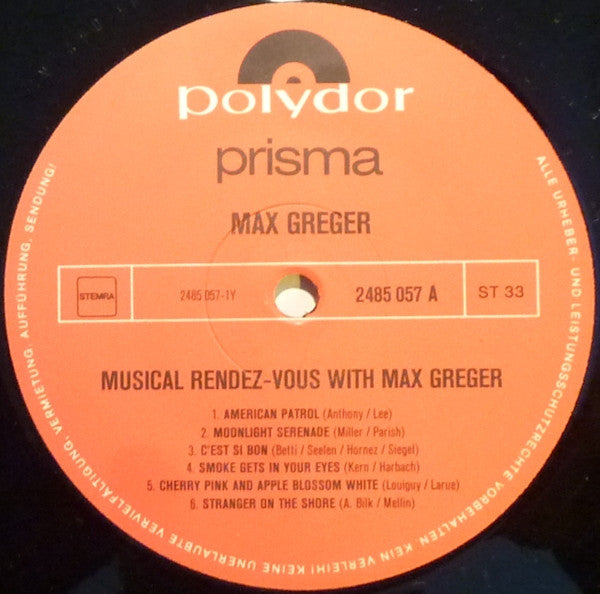 polydor
prisma
MAX GREGER
STEMRA
2485 057-1Y
2485 057 A
ST 33
MUSICAL RENDEZ-VOUS WITH MAX GREGER
1. AMERICAN PATROL (Anthony / Lee)
2. MOONLIGHT SERENADE (Miller / Parish)
3. C'EST SI BON (Betti / Seelen / Hornez / Siegel)
4. SMOKE GETS IN YOUR EYES (Kern / Harbach)
5. CHERRY PINK AND APPLE BLOSSOM WHITE (Louiguy / Larue)
6. STRANGER ON THE SHORE (A. Bilk / Mellin)
ALLE URHEBER- UND LEISTUNGSSCHUTZRECHTE VORBEHALTEN. KEIN VERLEIH! KEINE UNERLAUBTE VERVIELFÄLTIGUNG, VERMIETUNG, AUFFÜHRUNG, SENDUNG!